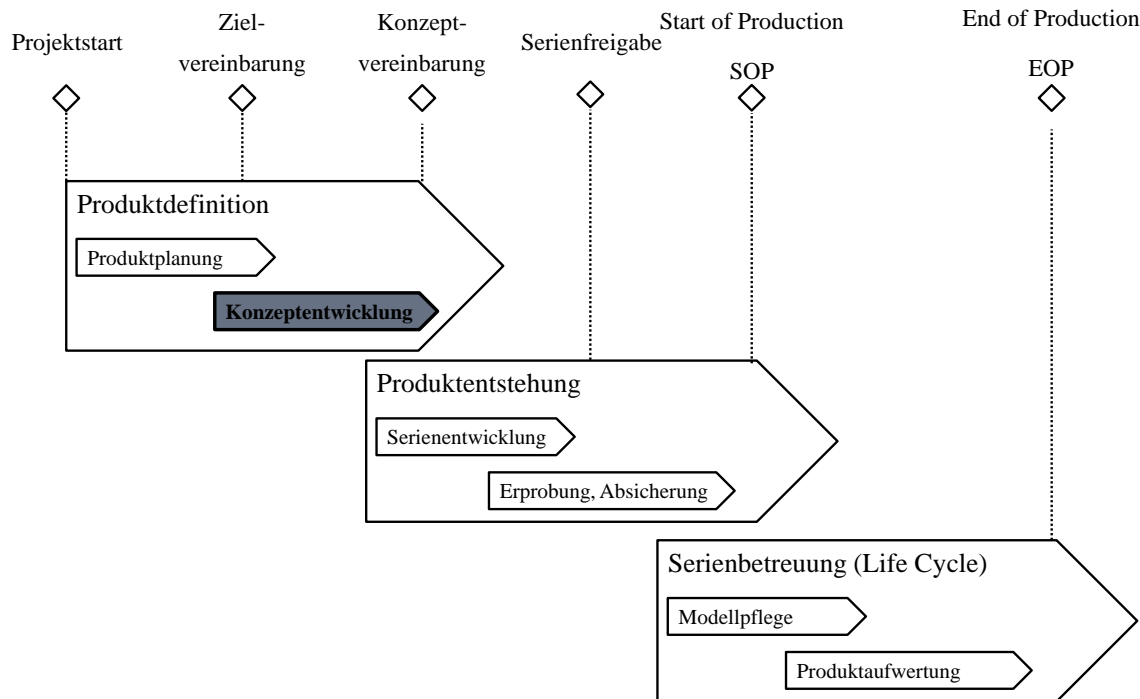 Projektstart
Ziel-
vereinbarung
Konzept-
vereinbarung
Serienfreigabe
Start of Production
SOP
End of Production
EOP
Produktdefinition
Produktplanung
Konzeptentwicklung
Produktentstehung
Serienentwicklung
Erprobung, Absicherung
Serienbetreuung (Life Cycle)
Modellpflege
Produktaufwertung